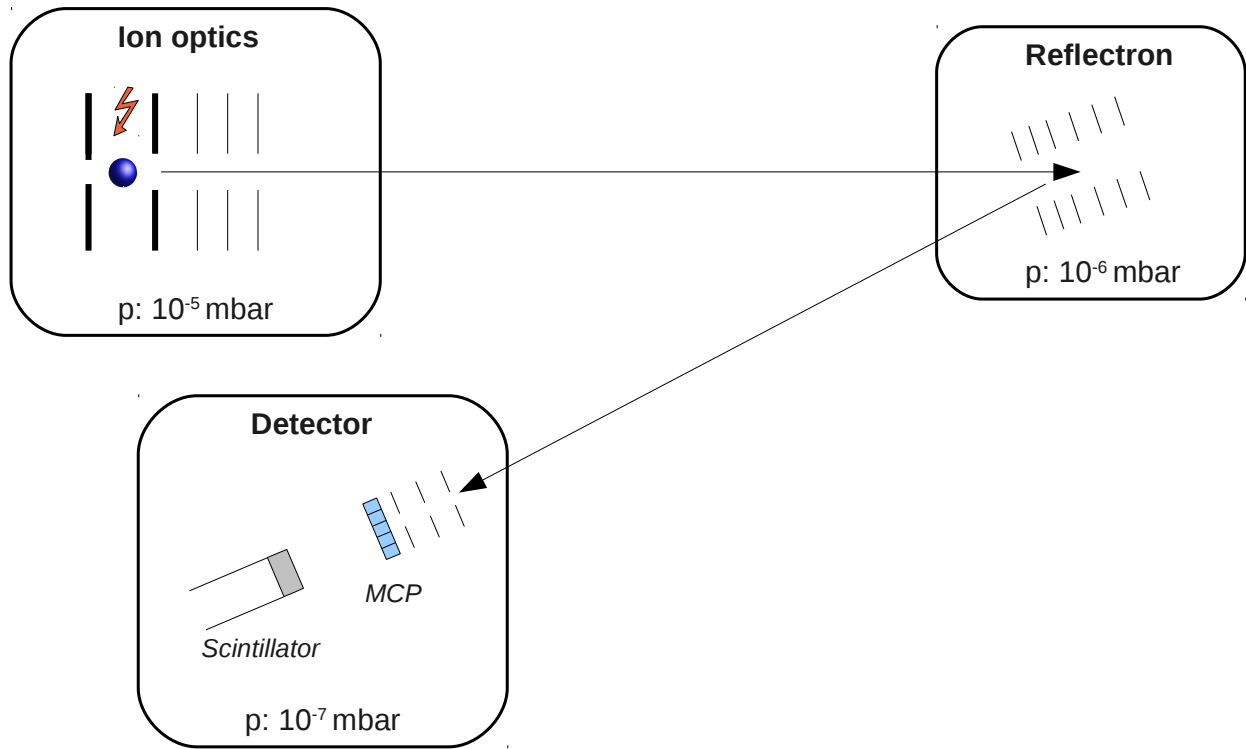 Ion optics
p: 10⁻⁵ mbar
Reflectron
p: 10⁻⁶ mbar
Detector
MCP
Scintillator
p: 10⁻⁷ mbar